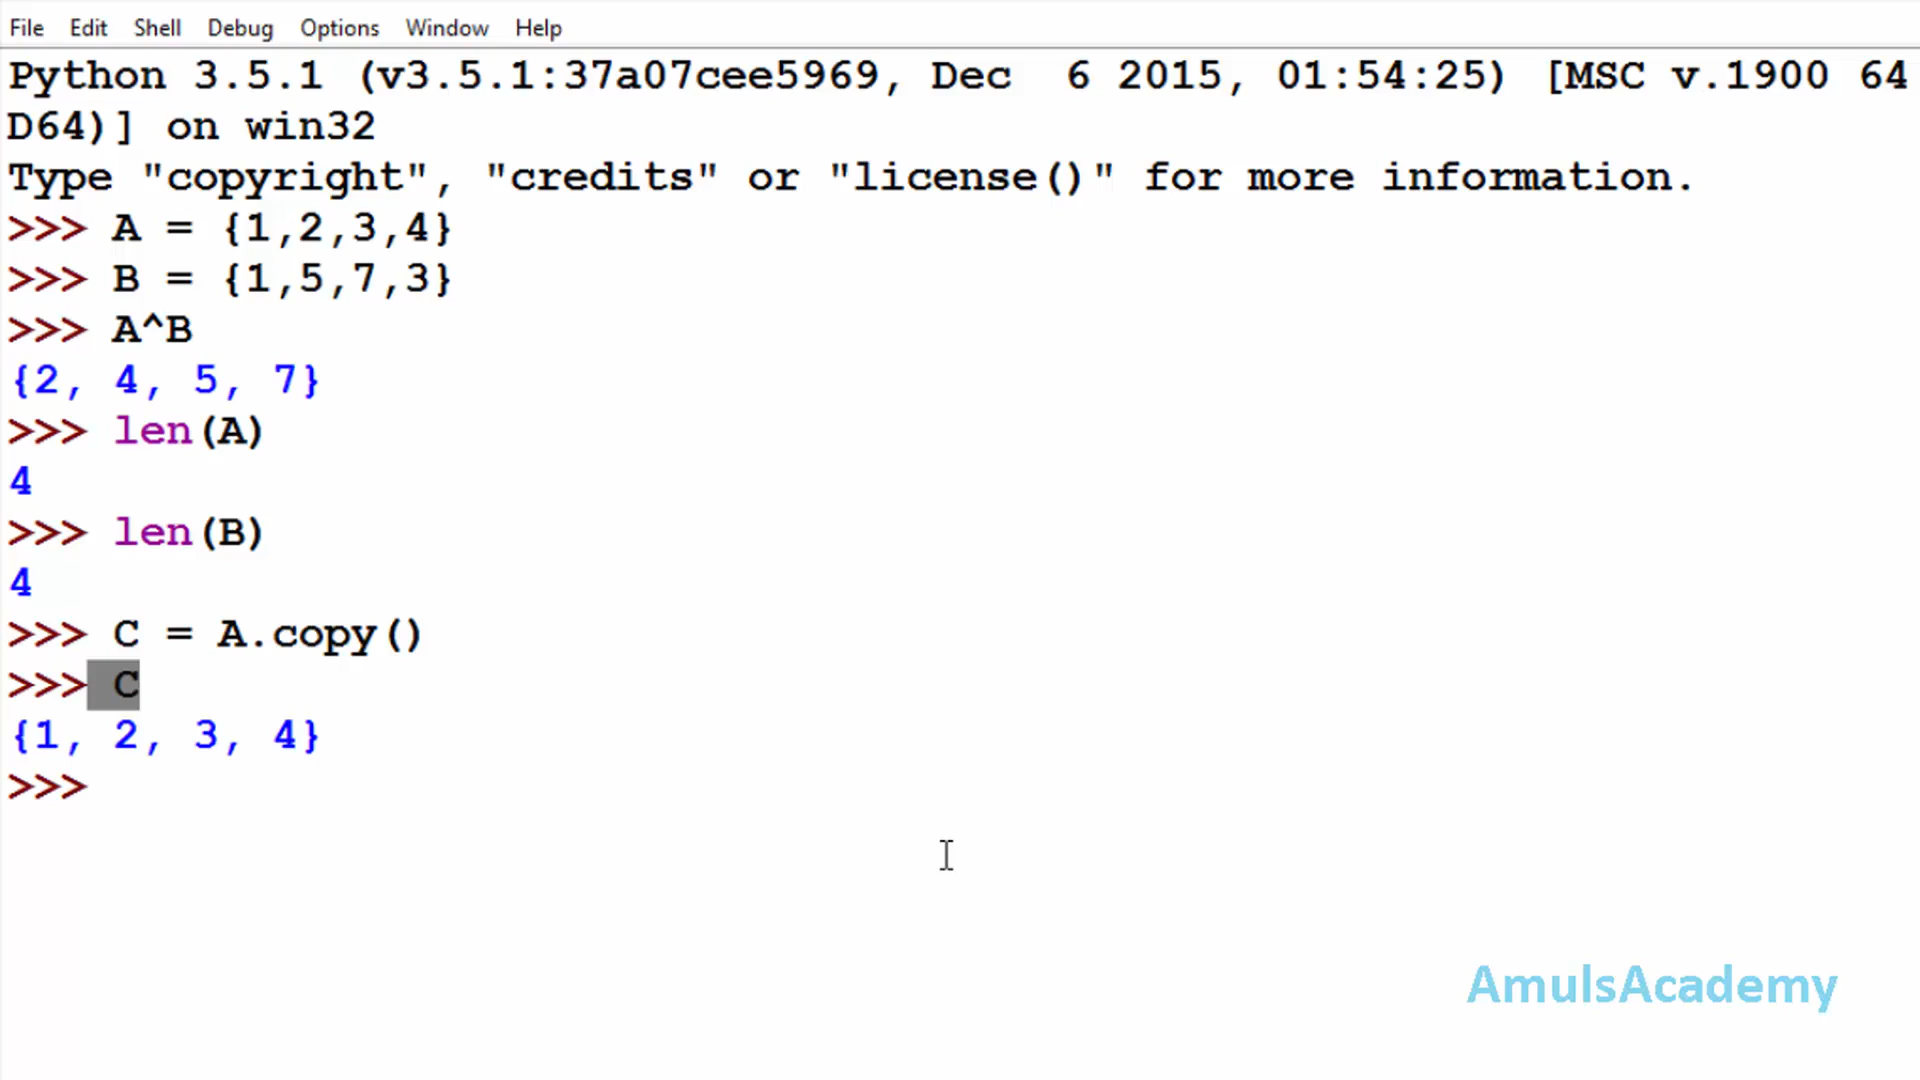 File Edit Shell Debug Options Window Help
Python 3.5.1 (v3.5.1:37a07cee5969, Dec  6 2015, 01:54:25) [MSC v.1900 64
D64)] on win32
Type "copyright", "credits" or "license()" for more information.
>>> A = {1,2,3,4}
>>> B = {1,5,7,3}
>>> A^B
{2, 4, 5, 7}
>>> len(A)
4
>>> len(B)
4
>>> C = A.copy()
>>> C
{1, 2, 3, 4}
>>>
AmulsAcademy